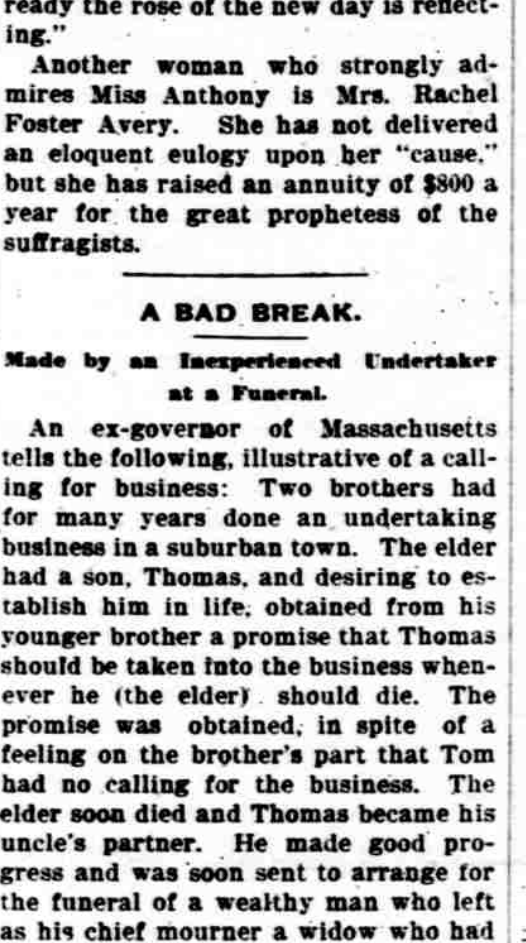 ready the rose of the new day is reflect-
ing."
Another woman who strongly ad-
mires Miss Anthony is Mrs. Rachel
Foster Avery. She has not delivered
an eloquent eulogy upon her "cause,"
but she has raised an annuity of $800 a
year for the great prophetess of the
suffragists.
A BAD BREAK.
Made by an Inexperienced Undertaker
at a Funeral.
An ex-governor of Massachusetts
tells the following, illustrative of a call-
ing for business: Two brothers had
for many years done an undertaking
business in a suburban town. The elder
had a son, Thomas, and desiring to es-
tablish him in life, obtained from his
younger brother a promise that Thomas
should be taken into the business when-
ever he (the elder) should die. The
promise was obtained, in spite of a
feeling on the brother's part that Tom
had no calling for the business. The
elder soon died and Thomas became his
uncle's partner. He made good pro-
gress and was soon sent to arrange for
the funeral of a wealthy man who left
as his chief mourner a widow who had